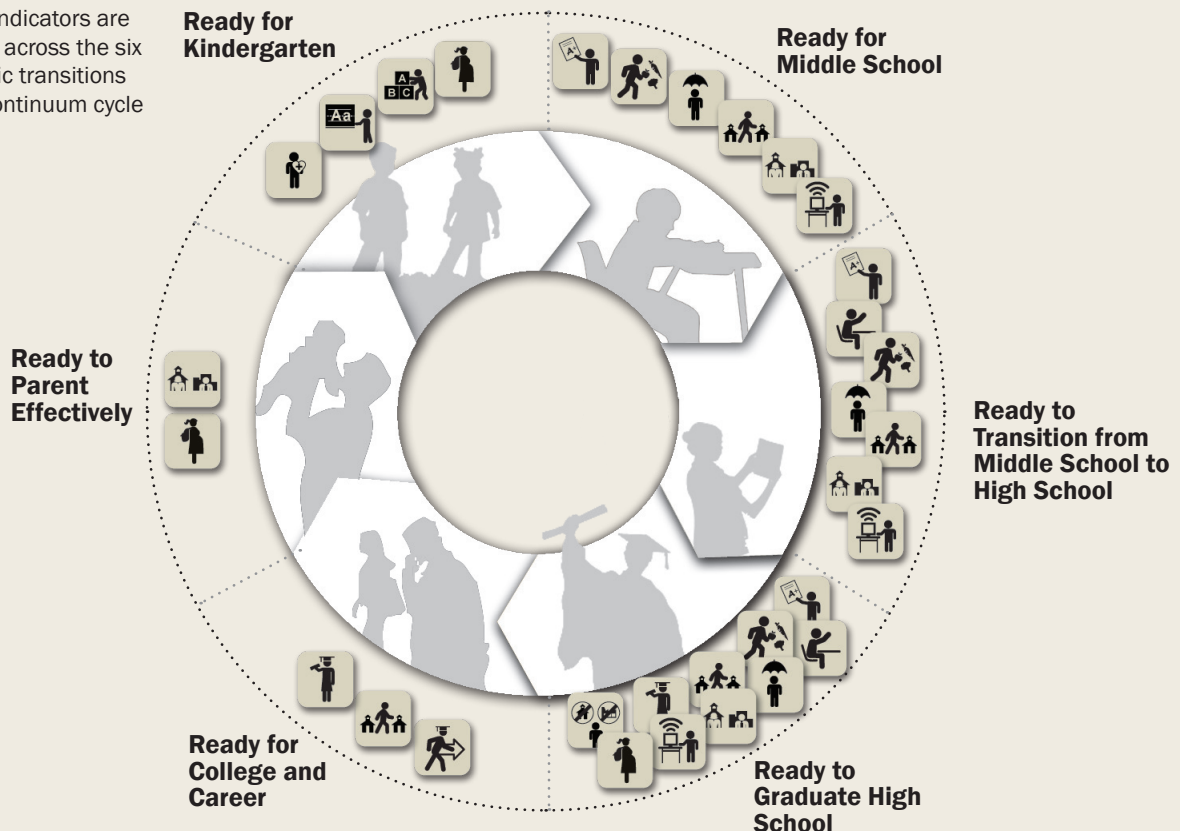 ndicators are
across the six
ic transitions
ontinuum cycle
Ready for
Kindergarten
Ready for
Middle School
Ready to
Transition from
Middle School to
High School
Ready to
Graduate High
School
Ready for
College and
Career
Ready to
Parent
Effectively
A
B C
Aa
A+
A+
A+